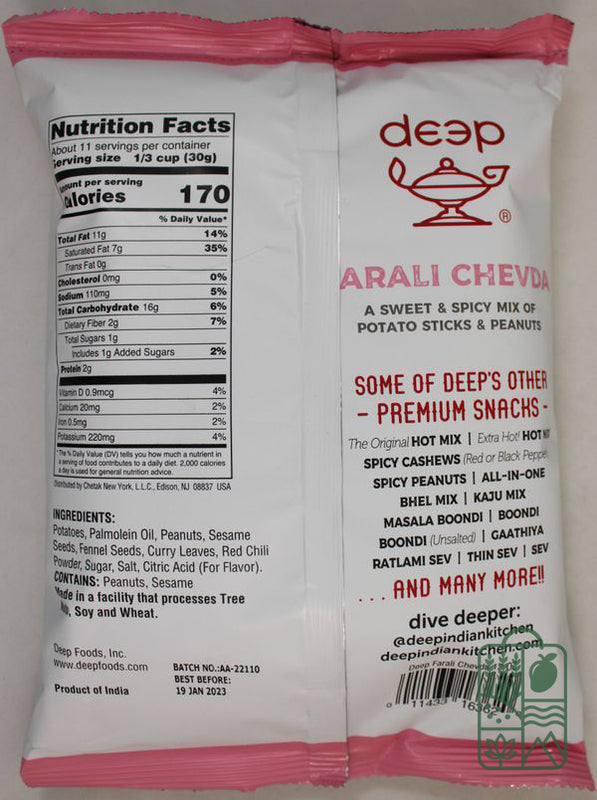 Nutrition Facts
About 11 servings per container
Serving size 1/3 cup (30g)
Amount per serving
Calories 170
% Daily Value*
Total Fat 11g 14%
Saturated Fat 7g 35%
Trans Fat 0g
Cholesterol 0mg 0%
Sodium 110mg 5%
Total Carbohydrate 16g 6%
Dietary Fiber 2g 7%
Total Sugars 1g
Includes 1g Added Sugars 2%
Protein 2g
Vitamin D 0.9mcg 4%
Calcium 20mg 2%
Iron 0.5mg 2%
Potassium 220mg 4%
*The % Daily Value (DV) tells you how much a nutrient in
a serving of food contributes to a daily diet. 2,000 calories
a day is used for general nutrition advice.
Distributed by Chetak New York, L.L.C., Edison, NJ 08837 USA
INGREDIENTS:
Potatoes, Palmolein Oil, Peanuts, Sesame
Seeds, Fennel Seeds, Curry Leaves, Red Chili
Powder, Sugar, Salt, Citric Acid (For Flavor).
CONTAINS: Peanuts, Sesame
Made in a facility that processes Tree
Nuts, Soy and Wheat.
Deep Foods, Inc.
www.deepfoods.com
Product of India
BATCH NO.:AA-22110
BEST BEFORE:
19 JAN 2023
deep
®
ARALI CHEVDA
A SWEET & SPICY MIX OF
POTATO STICKS & PEANUTS
SOME OF DEEP'S OTHER
- PREMIUM SNACKS -
The Original HOT MIX | Extra Hot! HOT MIX
SPICY CASHEWS (Red or Black Pepper)
SPICY PEANUTS | ALL-IN-ONE
BHEL MIX | KAJU MIX
MASALA BOONDI | BOONDI
BOONDI (Unsalted) | GAATHIYA
RATLAMI SEV | THIN SEV | SEV
... AND MANY MORE!!
dive deeper:
@deepindiankitchen
deepindiankitchen.com
Deep Farali Chevda
0 11433